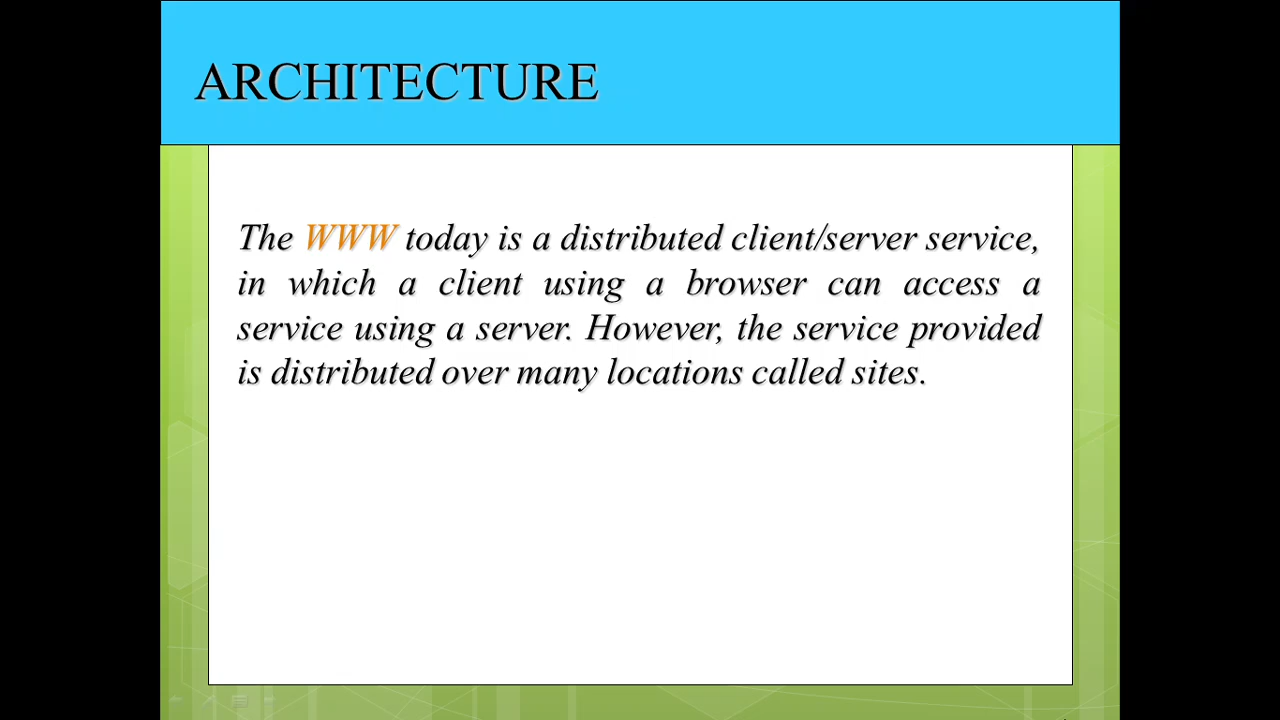 ARCHITECTURE
The WWW today is a distributed client/server service,
in which a client using a browser can access a
service using a server. However, the service provided
is distributed over many locations called sites.